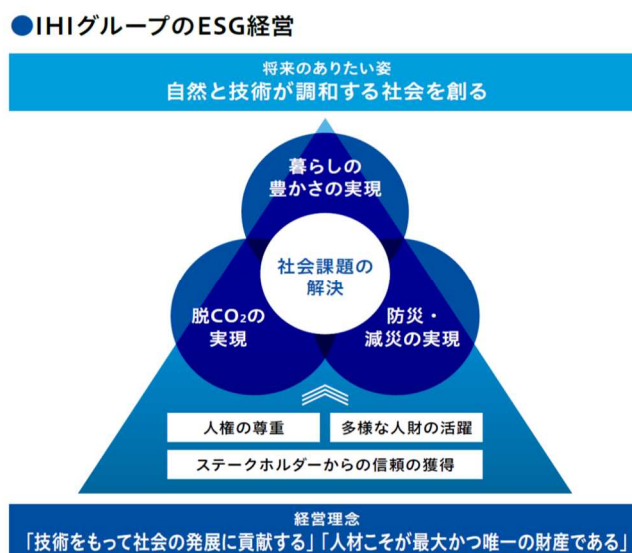 ●IHIグループのESG経営
将来のありたい姿
自然と技術が調和する社会を創る
暮らしの
豊かさの実現
社会課題の
解決
脱CO₂の
実現
防災・
減災の実現
人権の尊重
多様な人財の活躍
ステークホルダーからの信頼の獲得
経営理念
「技術をもって社会の発展に貢献する」「人材こそが最大かつ唯一の財産である」